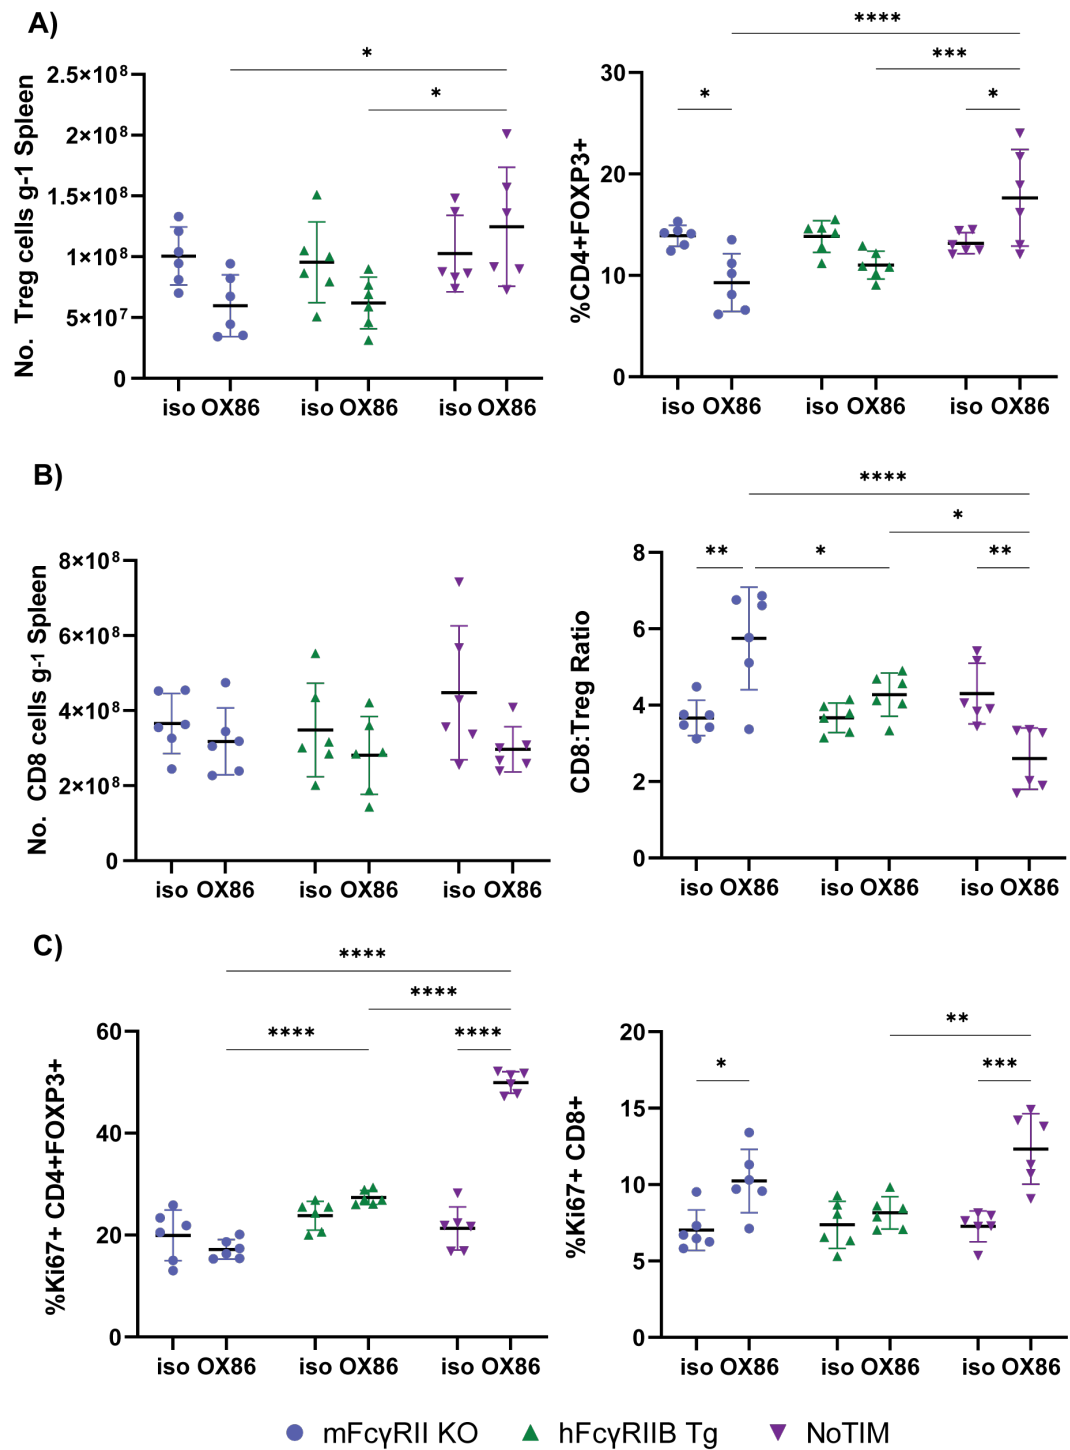 A)
No. Treg cells g-1 Spleen
2.5×10⁸
2×10⁸
1.5×10⁸
1×10⁸
5×10⁷
0
*
*
iso OX86 iso OX86 iso OX86
%CD4+FOXP3+
30
20
10
0
****
***
*
*
iso OX86 iso OX86 iso OX86
B)
No. CD8 cells g-1 Spleen
8×10⁸
6×10⁸
4×10⁸
2×10⁸
0
iso OX86 iso OX86 iso OX86
CD8:Treg Ratio
8
6
4
2
0
****
*
** * **
iso OX86 iso OX86 iso OX86
C)
%Ki67+ CD4+FOXP3+
60
40
20
0
****
****
**** ****
iso OX86 iso OX86 iso OX86
%Ki67+ CD8+
20
15
10
5
0
**
* ***
iso OX86 iso OX86 iso OX86
mFcγRII KO hFcγRIIB Tg NoTIM